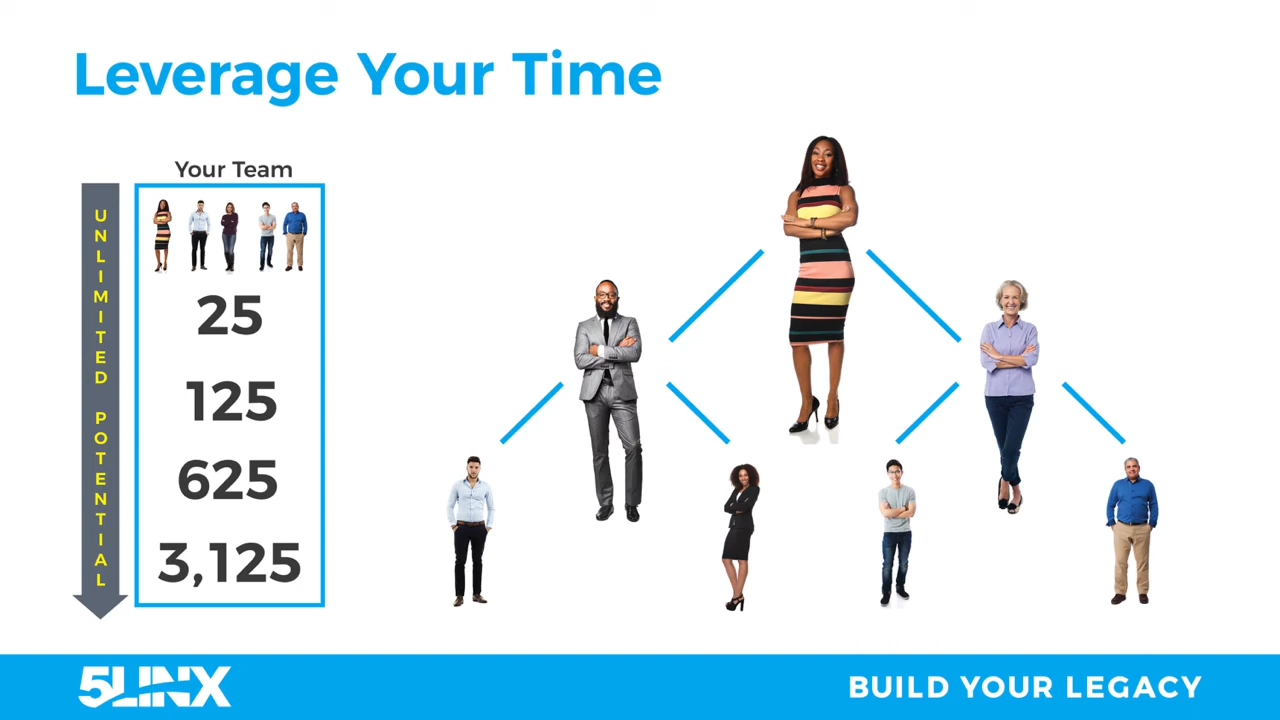 Leverage Your Time
Your Team
UNLIMITED POTENTIAL
25
125
625
3,125
5LINX
BUILD YOUR LEGACY